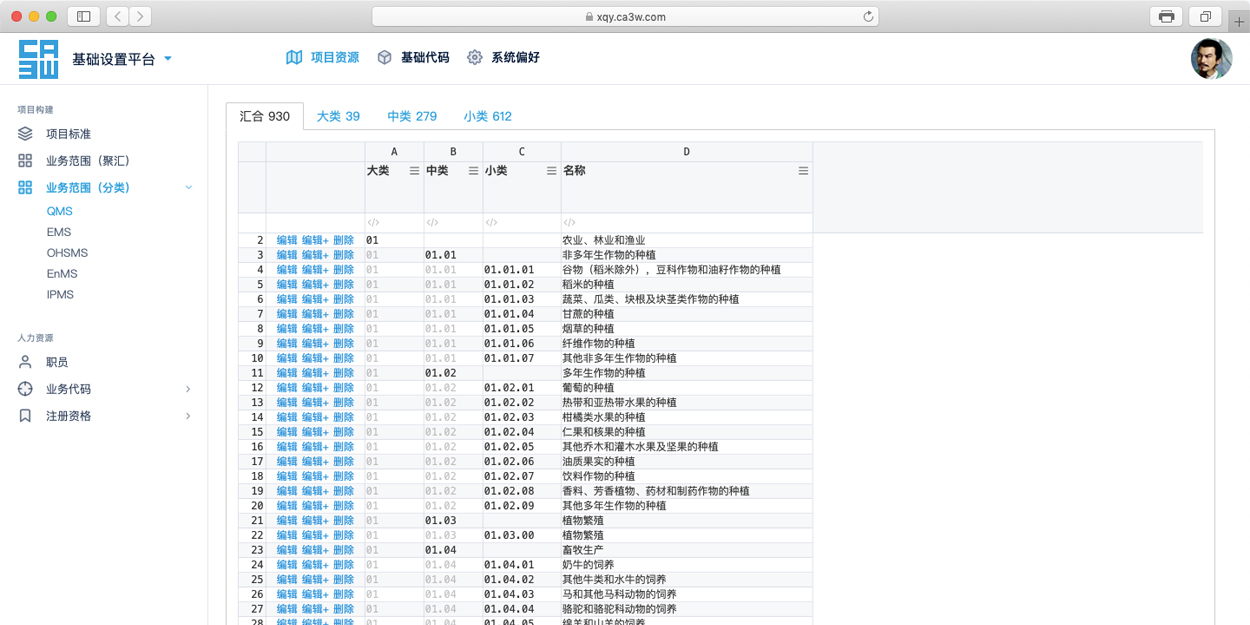 xqy.ca3w.com
CA3W
基础设置平台
项目资源 基础代码 系统偏好
项目构建
项目标准
业务范围（聚汇）
业务范围（分类）
QMS
EMS
OHSMS
EnMS
IPMS
人力资源
职员
业务代码
注册资格
汇合 930 大类 39 中类 279 小类 612
A B C D
大类 中类 小类 名称
</> </> </> </>
2 编辑 编辑+ 删除 01 农业、林业和渔业
3 编辑 编辑+ 删除 01 01.01 非多年生作物的种植
4 编辑 编辑+ 删除 01 01.01 01.01.01 谷物（稻米除外），豆科作物和油籽作物的种植
5 编辑 编辑+ 删除 01 01.01 01.01.02 稻米的种植
6 编辑 编辑+ 删除 01 01.01 01.01.03 蔬菜、瓜类、块根及块茎类作物的种植
7 编辑 编辑+ 删除 01 01.01 01.01.04 甘蔗的种植
8 编辑 编辑+ 删除 01 01.01 01.01.05 烟草的种植
9 编辑 编辑+ 删除 01 01.01 01.01.06 纤维作物的种植
10 编辑 编辑+ 删除 01 01.01 01.01.07 其他非多年生作物的种植
11 编辑 编辑+ 删除 01 01.02 多年生作物的种植
12 编辑 编辑+ 删除 01 01.02 01.02.01 葡萄的种植
13 编辑 编辑+ 删除 01 01.02 01.02.02 热带和亚热带水果的种植
14 编辑 编辑+ 删除 01 01.02 01.02.03 柑橘类水果的种植
15 编辑 编辑+ 删除 01 01.02 01.02.04 仁果和核果的种植
16 编辑 编辑+ 删除 01 01.02 01.02.05 其他乔木和灌木水果及坚果的种植
17 编辑 编辑+ 删除 01 01.02 01.02.06 油质果实的种植
18 编辑 编辑+ 删除 01 01.02 01.02.07 饮料作物的种植
19 编辑 编辑+ 删除 01 01.02 01.02.08 香料、芳香植物、药材和制药作物的种植
20 编辑 编辑+ 删除 01 01.02 01.02.09 其他多年生作物的种植
21 编辑 编辑+ 删除 01 01.03 植物繁殖
22 编辑 编辑+ 删除 01 01.03 01.03.00 植物繁殖
23 编辑 编辑+ 删除 01 01.04 畜牧生产
24 编辑 编辑+ 删除 01 01.04 01.04.01 奶牛的饲养
25 编辑 编辑+ 删除 01 01.04 01.04.02 其他牛类和水牛的饲养
26 编辑 编辑+ 删除 01 01.04 01.04.03 马和其他马科动物的饲养
27 编辑 编辑+ 删除 01 01.04 01.04.04 骆驼和骆驼科动物的饲养
28 编辑 编辑+ 删除 01 01.04 01.04.05 绵羊和山羊的饲养